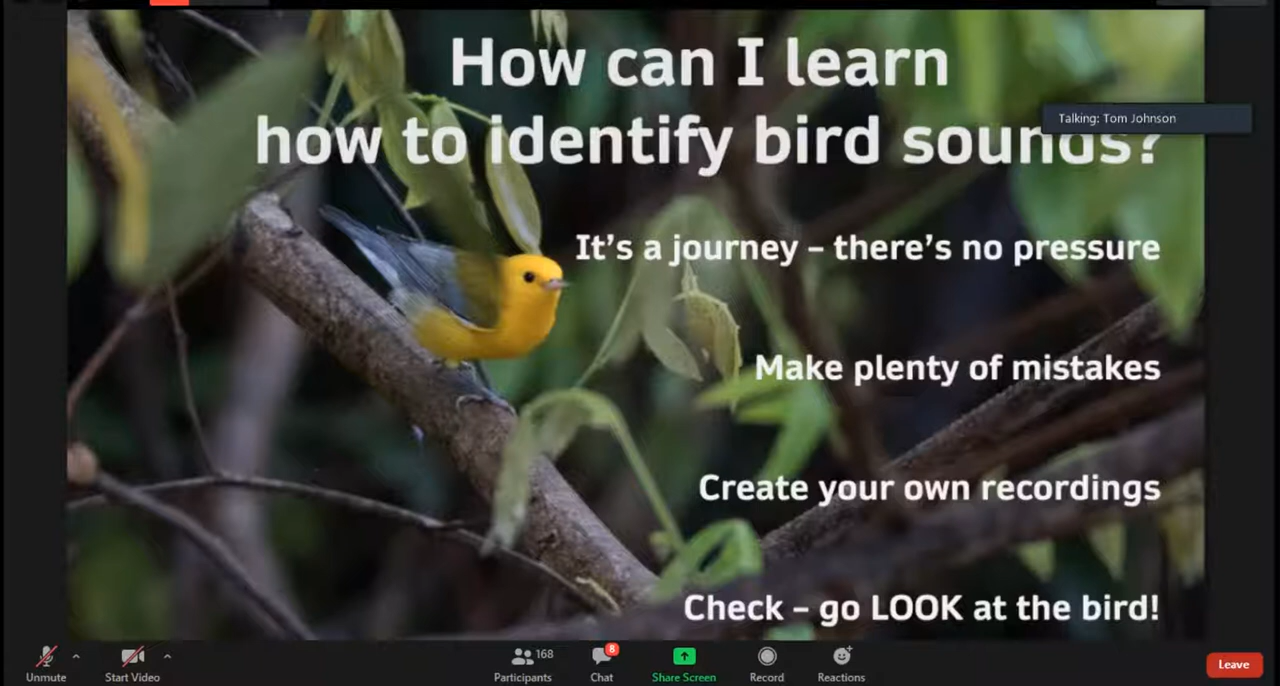 How can I learn
how to identify bird sounds?
Talking: Tom Johnson
It's a journey – there's no pressure
Make plenty of mistakes
Create your own recordings
Check – go LOOK at the bird!
Unmute
Start Video
168
Participants
8
Chat
Share Screen
Record
Reactions
Leave